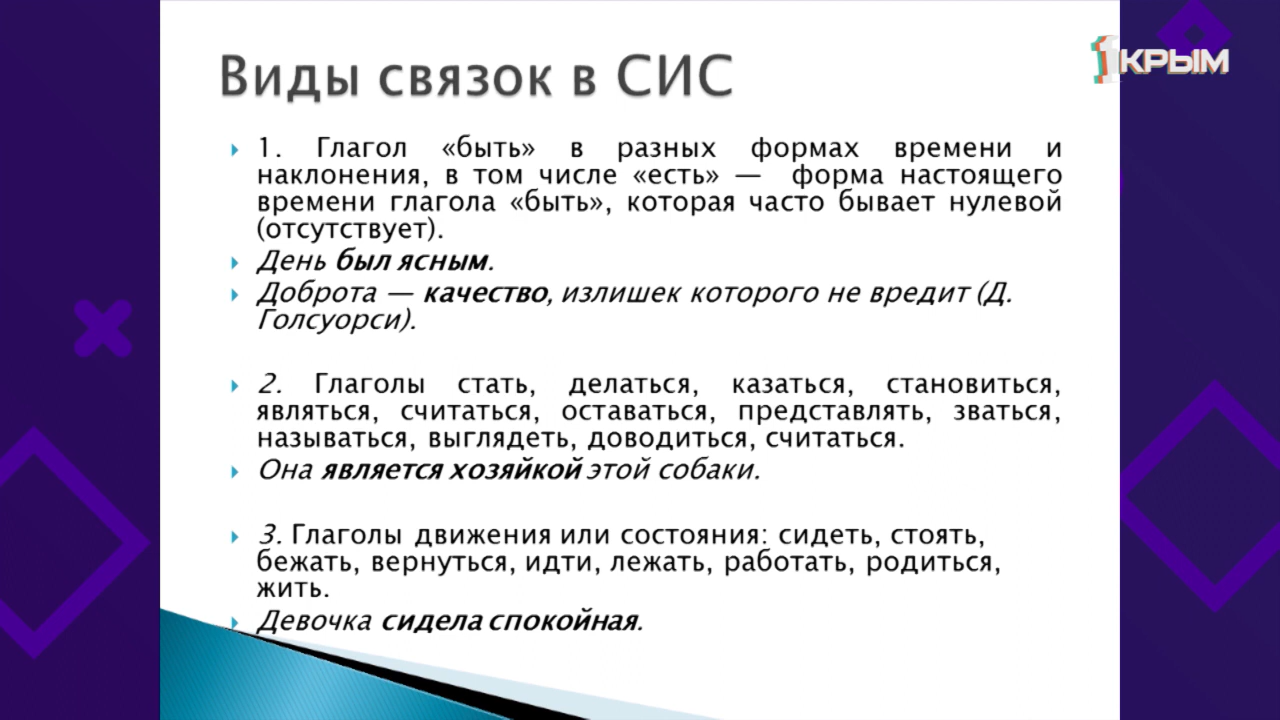 Виды связок в СИС
1КРЫМ
1. Глагол «быть» в разных формах времени и
наклонения, в том числе «есть» — форма настоящего
времени глагола «быть», которая часто бывает нулевой
(отсутствует).
День был ясным.
Доброта — качество, излишек которого не вредит (Д.
Голсуорси).
2. Глаголы стать, делаться, казаться, становиться,
являться, считаться, оставаться, представлять, зваться,
называться, выглядеть, доводиться, считаться.
Она является хозяйкой этой собаки.
3. Глаголы движения или состояния: сидеть, стоять,
бежать, вернуться, идти, лежать, работать, родиться,
жить.
Девочка сидела спокойная.